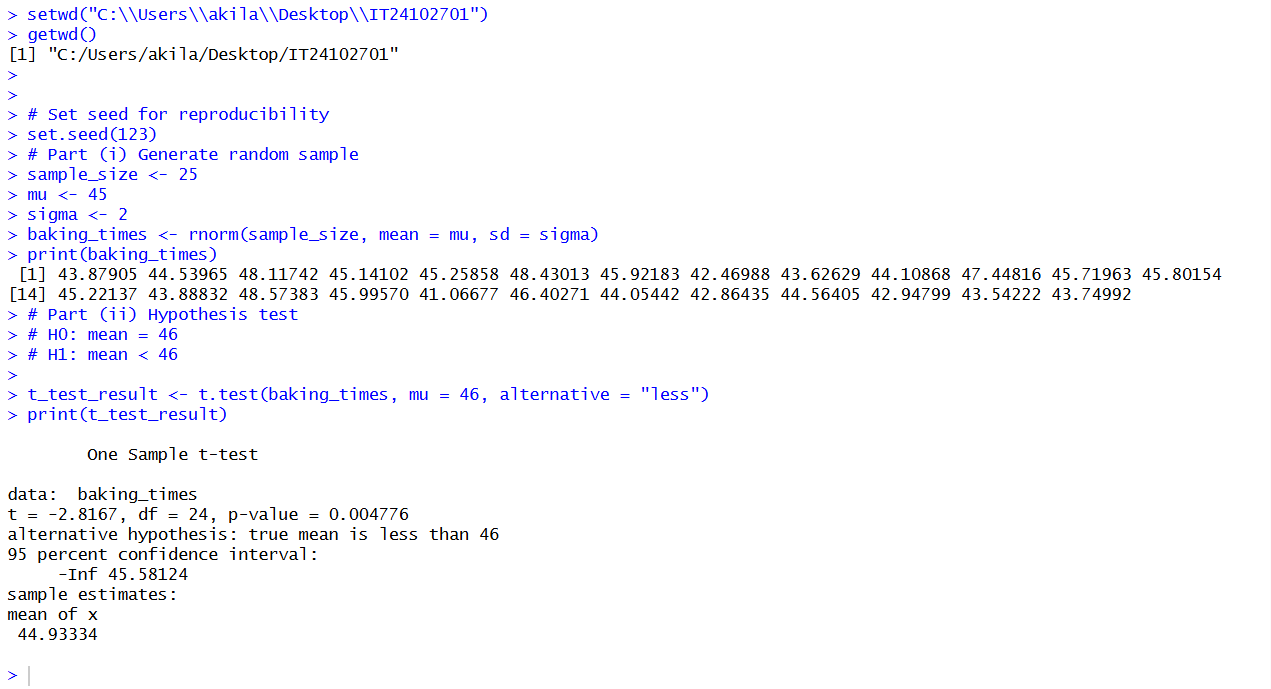 > setwd("C:\\Users\\akila\\Desktop\\IT24102701")
> getwd()
[1] "C:/Users/akila/Desktop/IT24102701"
>
>
> # Set seed for reproducibility
> set.seed(123)
> # Part (i) Generate random sample
> sample_size <- 25
> mu <- 45
> sigma <- 2
> baking_times <- rnorm(sample_size, mean = mu, sd = sigma)
> print(baking_times)
 [1] 43.87905 44.53965 48.11742 45.14102 45.25858 48.43013 45.92183 42.46988 43.62629 44.10868 47.44816 45.71963 45.80154
[14] 45.22137 43.88832 48.57383 45.99570 41.06677 46.40271 44.05442 42.86435 44.56405 42.94799 43.54222 43.74992
> # Part (ii) Hypothesis test
> # H0: mean = 46
> # H1: mean < 46
>
> t_test_result <- t.test(baking_times, mu = 46, alternative = "less")
> print(t_test_result)
        One Sample t-test
data:  baking_times
t = -2.8167, df = 24, p-value = 0.004776
alternative hypothesis: true mean is less than 46
95 percent confidence interval:
     -Inf 45.58124
sample estimates:
mean of x
 44.93334
>